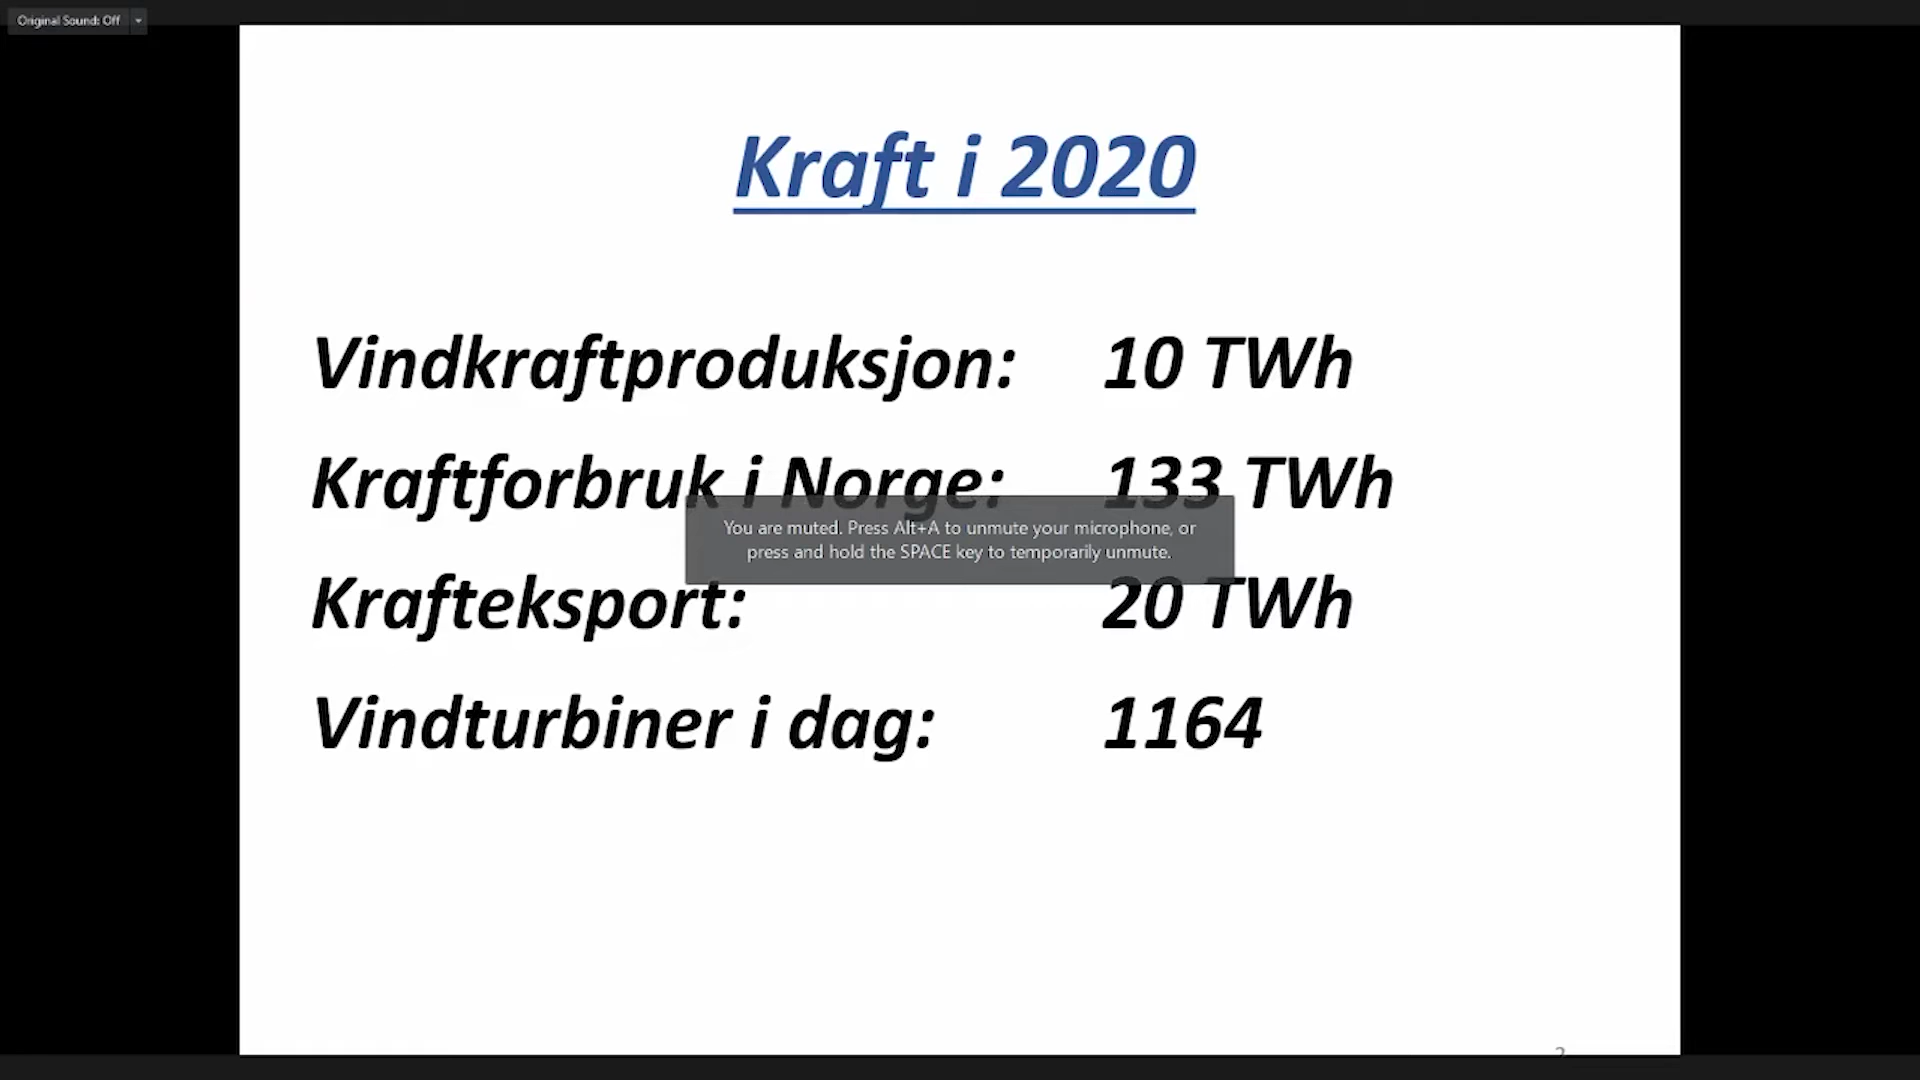 Original Sound: Off
Kraft i 2020
Vindkraftproduksjon: 10 TWh
Kraftforbruk i Norge: 133 TWh
You are muted. Press Alt+A to unmute your microphone, or
press and hold the SPACE key to temporarily unmute.
Krafteksport: 20 TWh
Vindturbiner i dag: 1164